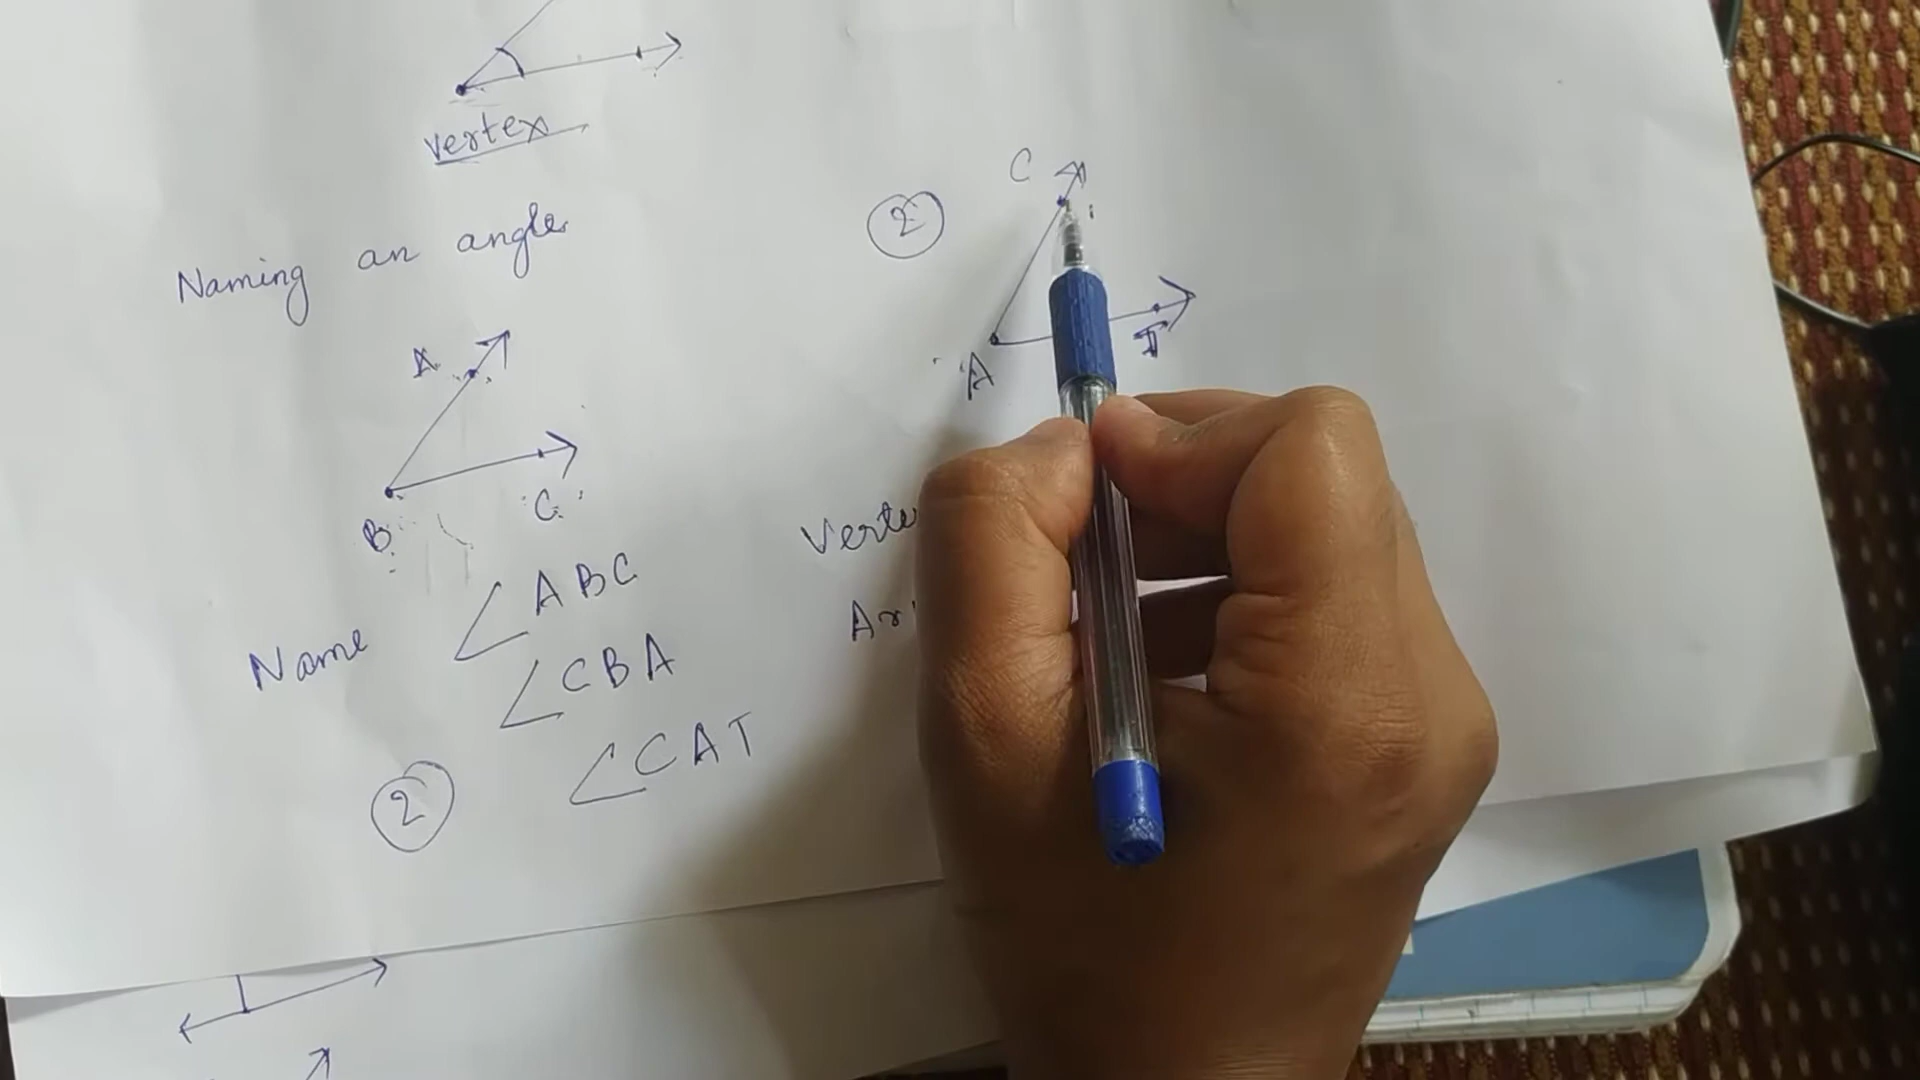 vertex
Naming an angle
A
B
C
Name ∠ABC
∠CBA
2 ∠CAT
2
C
A
T